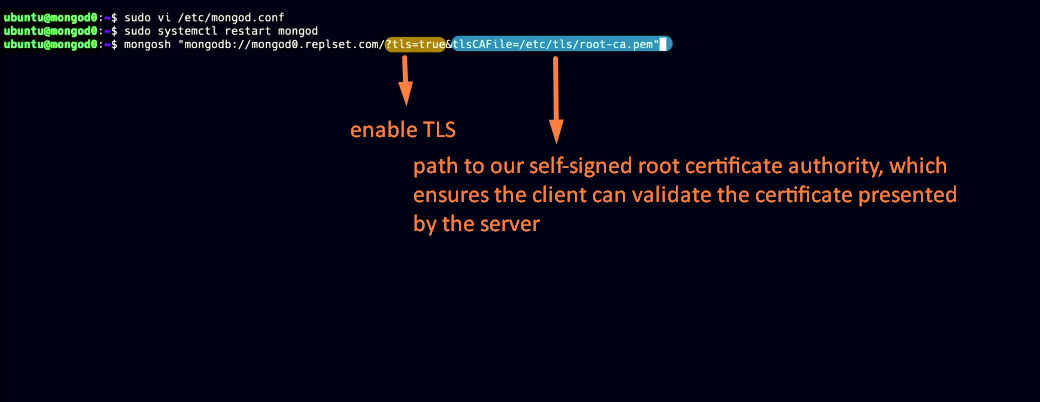 ubuntu@mongod0:~$ sudo vi /etc/mongod.conf
ubuntu@mongod0:~$ sudo systemctl restart mongod
ubuntu@mongod0:~$ mongosh "mongodb://mongod0.replset.com/?tls=true&tlsCAFile=/etc/tls/root-ca.pem"
enable TLS
path to our self-signed root certificate authority, which
ensures the client can validate the certificate presented
by the server